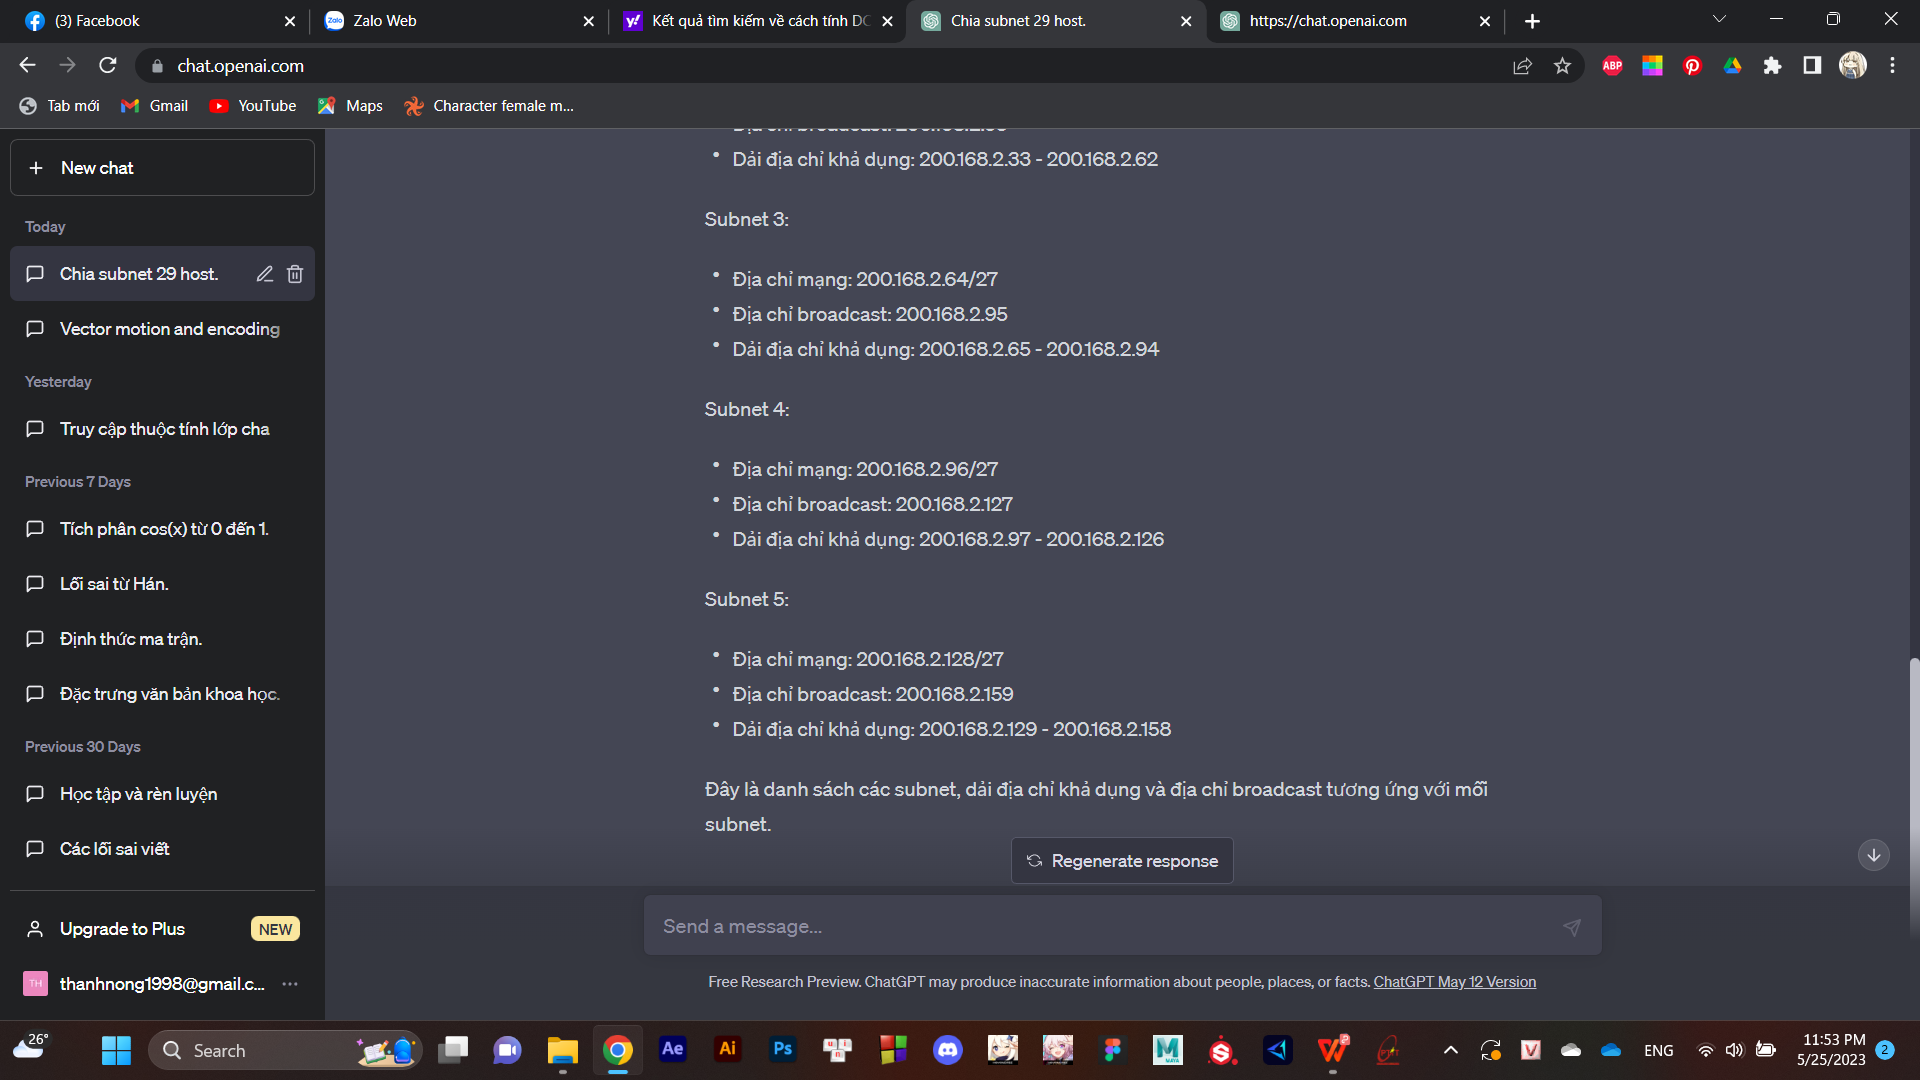 (3) Facebook
Zalo Web
Kết quả tìm kiếm về cách tính DC
Chia subnet 29 host.
https://chat.openai.com
chat.openai.com
ABP
Tab mới
Gmail
YouTube
Maps
Character female m...
New chat
Today
Chia subnet 29 host.
Vector motion and encoding
Yesterday
Truy cập thuộc tính lớp cha
Previous 7 Days
Tích phân cos(x) từ 0 đến 1.
Lỗi sai từ Hán.
Định thức ma trận.
Đặc trưng văn bản khoa học.
Previous 30 Days
Học tập và rèn luyện
Các lỗi sai viết
Upgrade to Plus
NEW
TH
thanhnong1998@gmail.c...
• Dải địa chỉ khả dụng: 200.168.2.33 - 200.168.2.62
Subnet 3:
• Địa chỉ mạng: 200.168.2.64/27
• Địa chỉ broadcast: 200.168.2.95
• Dải địa chỉ khả dụng: 200.168.2.65 - 200.168.2.94
Subnet 4:
• Địa chỉ mạng: 200.168.2.96/27
• Địa chỉ broadcast: 200.168.2.127
• Dải địa chỉ khả dụng: 200.168.2.97 - 200.168.2.126
Subnet 5:
• Địa chỉ mạng: 200.168.2.128/27
• Địa chỉ broadcast: 200.168.2.159
• Dải địa chỉ khả dụng: 200.168.2.129 - 200.168.2.158
Đây là danh sách các subnet, dải địa chỉ khả dụng và địa chỉ broadcast tương ứng với mỗi
subnet.
Regenerate response
Send a message...
Free Research Preview. ChatGPT may produce inaccurate information about people, places, or facts. ChatGPT May 12 Version
26°
Search
Ae
Ai
Ps
ENG
11:53 PM
5/25/2023
2